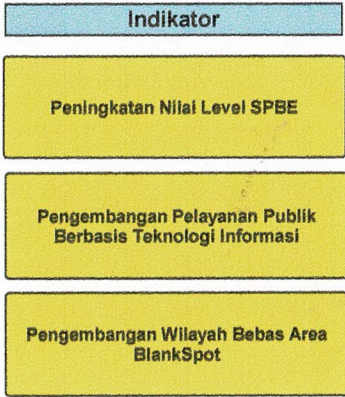 Indikator
Peningkatan Nilai Level SPBE
Pengembangan Pelayanan Publik
Berbasis Teknologi Informasi
Pengembangan Wilayah Bebas Area
BlankSpot